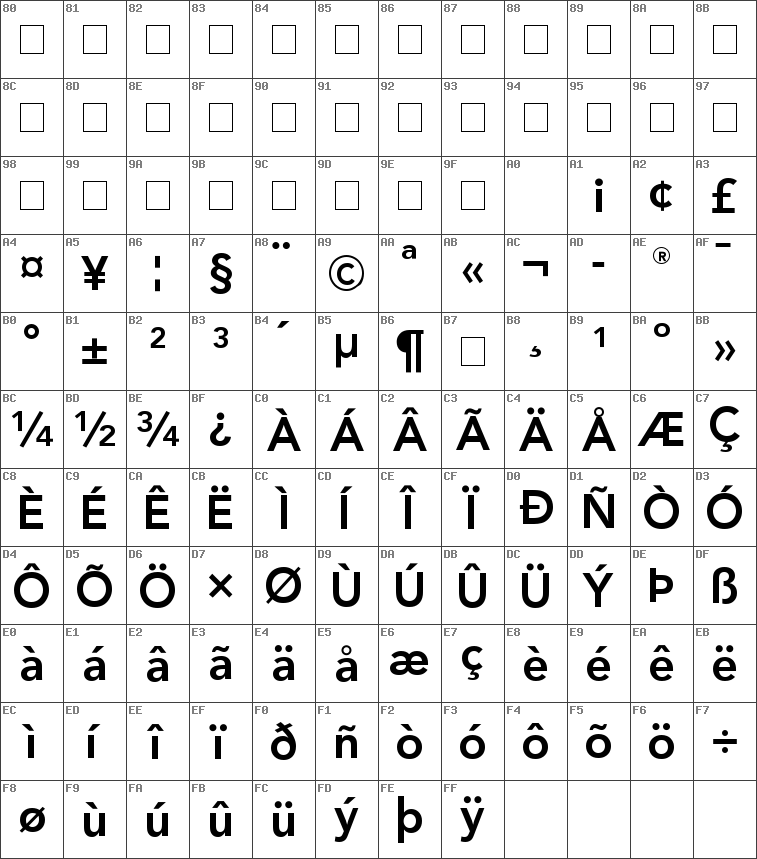 80 81 82 83 84 85 86 87 88 89 8A 8B
8C 8D 8E 8F 90 91 92 93 94 95 96 97
98 99 9A 9B 9C 9D 9E 9F A0 A1 A2 A3
¡ ¢ £
A4 A5 A6 A7 A8 A9 AA AB AC AD AE AF
¤ ¥ ¦ § ¨ © ª « ¬ - ® ¯
B0 B1 B2 B3 B4 B5 B6 B7 B8 B9 BA BB
° ± ² ³ ´ µ ¶ ¸ ¹ º »
BC BD BE BF C0 C1 C2 C3 C4 C5 C6 C7
¼ ½ ¾ ¿ À Á Â Ã Ä Å Æ Ç
C8 C9 CA CB CC CD CE CF D0 D1 D2 D3
È É Ê Ë Ì Í Î Ï Ð Ñ Ò Ó
D4 D5 D6 D7 D8 D9 DA DB DC DD DE DF
Ô Õ Ö × Ø Ù Ú Û Ü Ý Þ ß
E0 E1 E2 E3 E4 E5 E6 E7 E8 E9 EA EB
à á â ã ä å æ ç è é ê ë
EC ED EE EF F0 F1 F2 F3 F4 F5 F6 F7
ì í î ï ð ñ ò ó ô õ ö ÷
F8 F9 FA FB FC FD FE FF
ø ù ú û ü ý þ ÿ